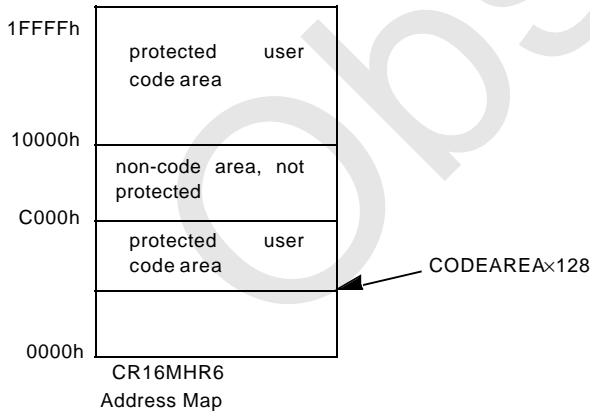 1FFFFh
protected user
code area
10000h
non-code area, not
protected
C000h
protected user
code area
CODEAREA×128
0000h
CR16MHR6
Address Map
Obs